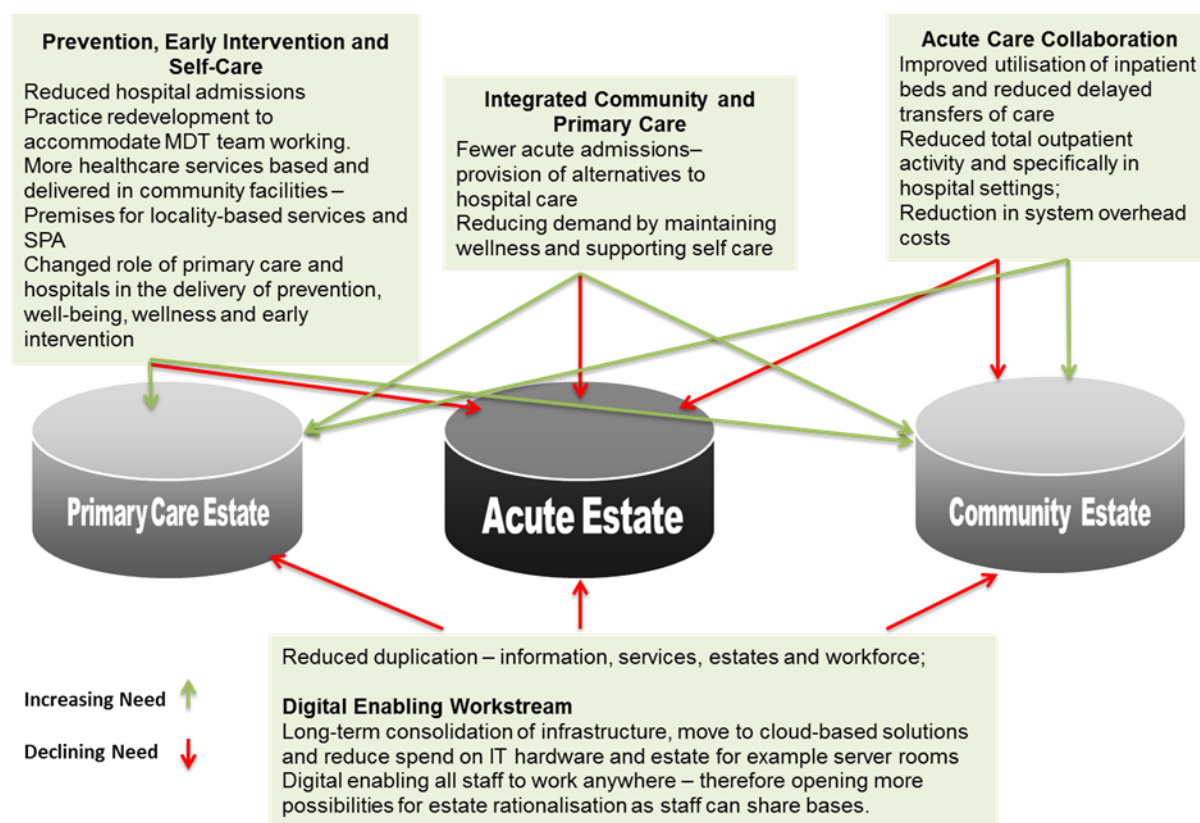 Prevention, Early Intervention and
Self-Care
Reduced hospital admissions
Practice redevelopment to
accommodate MDT team working.
More healthcare services based and
delivered in community facilities –
Premises for locality-based services and
SPA
Changed role of primary care and
hospitals in the delivery of prevention,
well-being, wellness and early
intervention
Integrated Community and
Primary Care
Fewer acute admissions–
provision of alternatives to
hospital care
Reducing demand by maintaining
wellness and supporting self care
Acute Care Collaboration
Improved utilisation of inpatient
beds and reduced delayed
transfers of care
Reduced total outpatient
activity and specifically in
hospital settings;
Reduction in system overhead
costs
Primary Care Estate
Acute Estate
Community Estate
Increasing Need
Declining Need
Reduced duplication – information, services, estates and workforce;
Digital Enabling Workstream
Long-term consolidation of infrastructure, move to cloud-based solutions
and reduce spend on IT hardware and estate for example server rooms
Digital enabling all staff to work anywhere – therefore opening more
possibilities for estate rationalisation as staff can share bases.